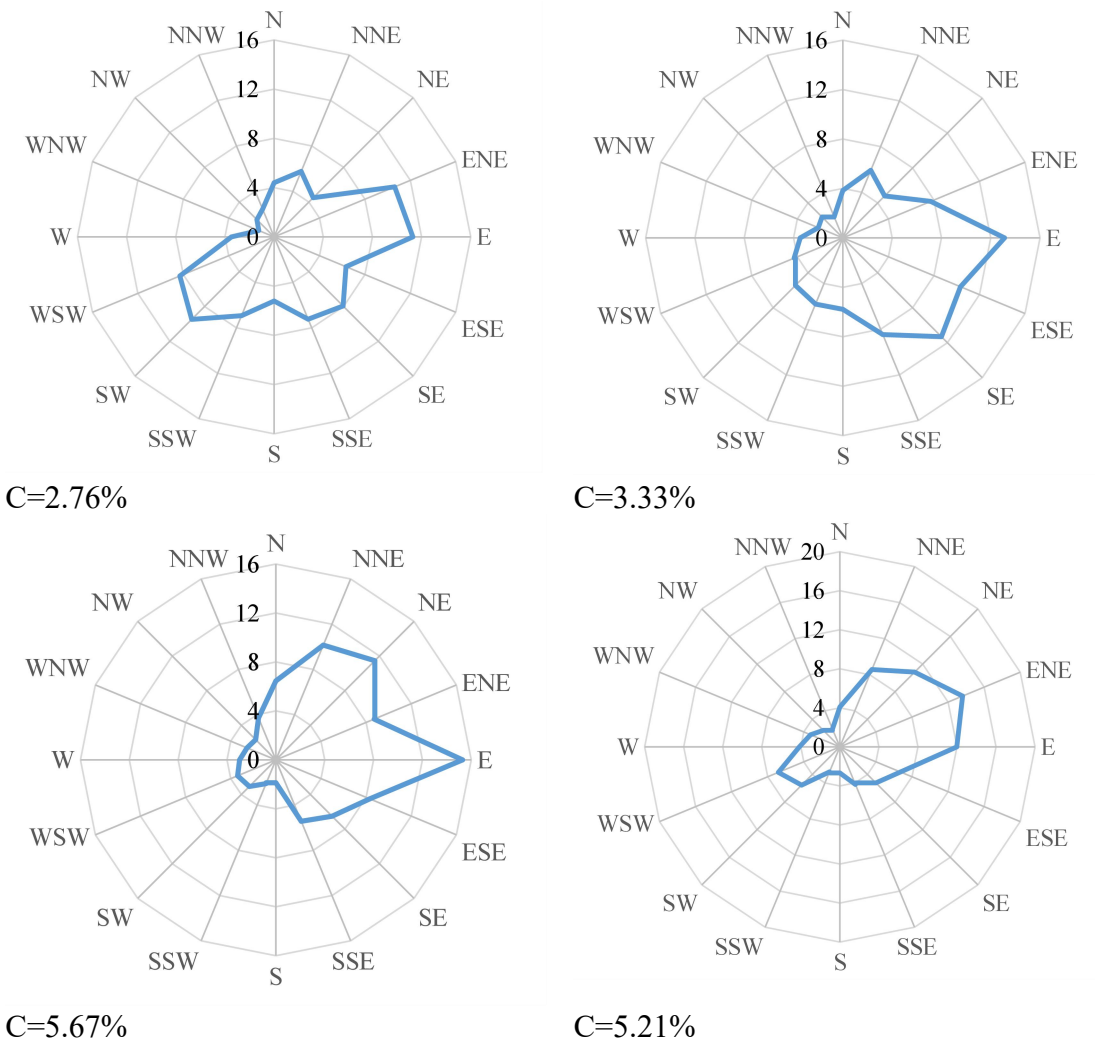 N
NNW 16 NNE
NW 12 NE
8
WNW ENE
4
W 0 E
WSW ESE
SW SE
SSW SSE
S
C=2.76%
N
NNW 16 NNE
NW 12 NE
8
WNW ENE
4
W 0 E
WSW ESE
SW SE
SSW SSE
S
C=3.33%
N
NNW 16 NNE
NW 12 NE
8
WNW ENE
4
W 0 E
WSW ESE
SW SE
SSW SSE
S
C=5.67%
N
NNW 20 NNE
NW 16 NE
12
WNW 8 ENE
4
W 0 E
WSW ESE
SW SE
SSW SSE
S
C=5.21%